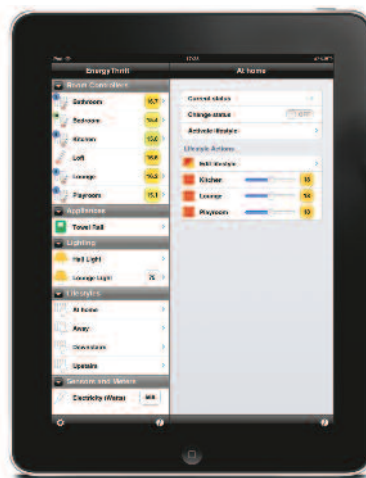 EnergyThrift
Room Controllers
Bathroom
Bedroom
Kitchen
Loft
Lounge
Playroom
Appliances
Towel Rail
Lighting
Hall Light
Lounge Light
Lifestyles
At home
Away
Downstairs
Upstairs
Sensors and Meters
Electricity (Watts)
At home
Current status
Change status
Activate lifestyle
Lifestyle Actions
Edit lifestyle
Kitchen
Lounge
Playroom